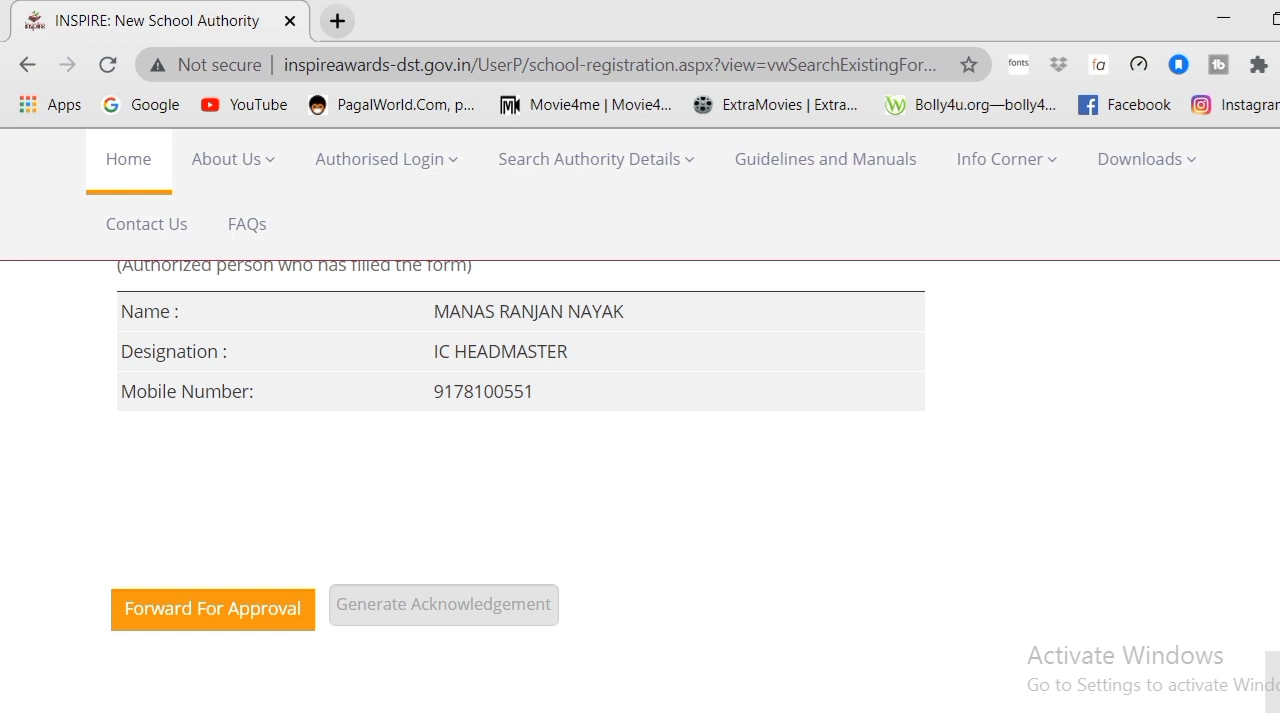 INSPIRE: New School Authority
Not secure | inspireawards-dst.gov.in/UserP/school-registration.aspx?view=vwSearchExistingFor...
fonts fa
Apps Google YouTube PagalWorld.Com, p... Movie4me | Movie4... ExtraMovies | Extra... Bolly4u.org—bolly4... Facebook Instagrar
Home About Us Authorised Login Search Authority Details Guidelines and Manuals Info Corner Downloads
Contact Us FAQs
(Authorized person who has filled the form)
Name : MANAS RANJAN NAYAK
Designation : IC HEADMASTER
Mobile Number: 9178100551
Forward For Approval Generate Acknowledgement
Activate Windows
Go to Settings to activate Windo